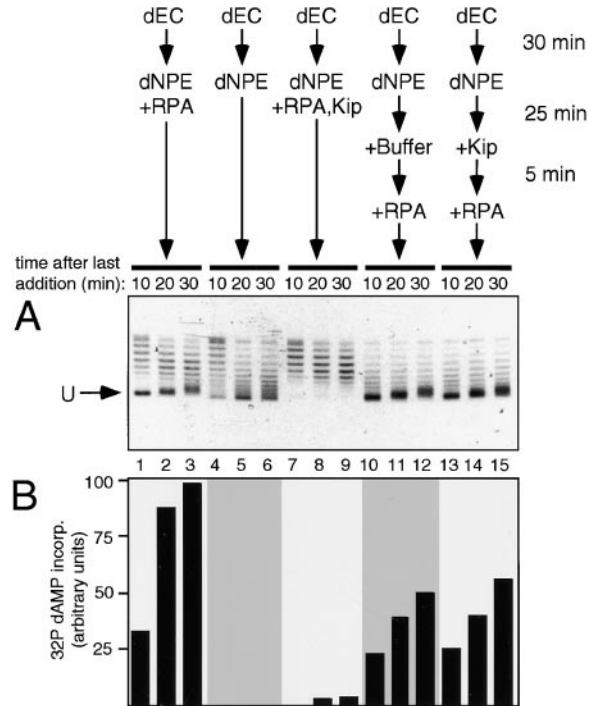 dEC dEC dEC dEC dEC
30 min
dNPE dNPE dNPE dNPE dNPE
+RPA +RPA,Kip
25 min
+Buffer +Kip
5 min
+RPA +RPA
time after last
addition (min): 10 20 30 10 20 30 10 20 30 10 20 30 10 20 30
A
U
1 2 3 4 5 6 7 8 9 10 11 12 13 14 15
B
32P dAMP incorp.
(arbitrary units)
100
75
50
25